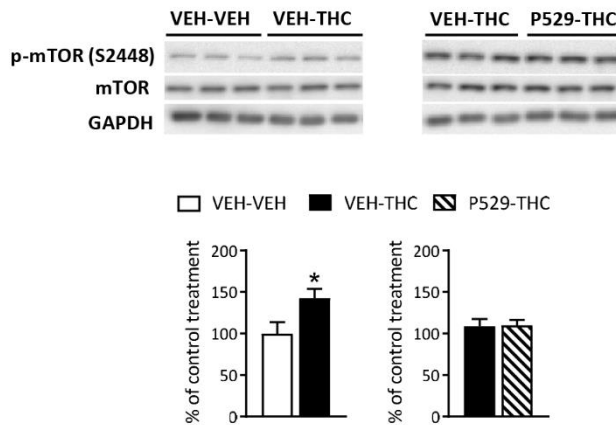 VEH-VEH VEH-THC VEH-THC P529-THC
p-mTOR (S2448)
mTOR
GAPDH
VEH-VEH VEH-THC P529-THC
% of control treatment
200
150
100
50
0
*
% of control treatment
200
150
100
50
0